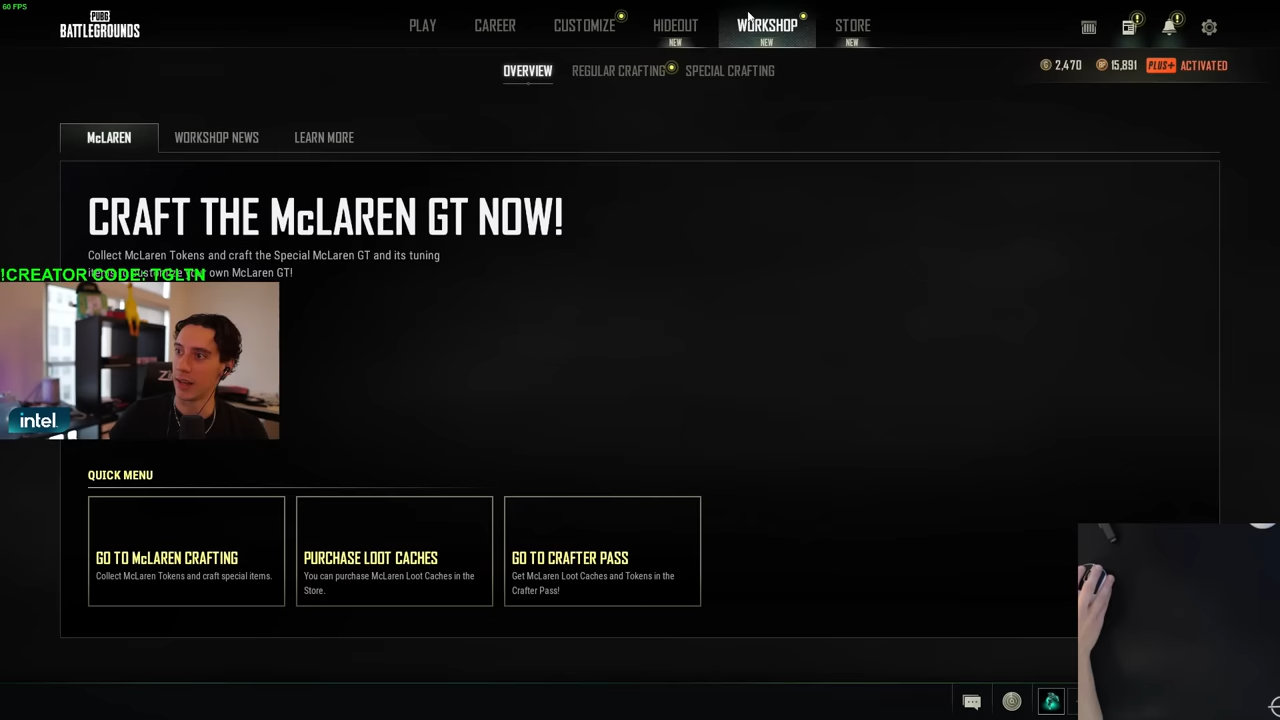 60 FPS
PUBG
BATTLEGROUNDS
PLAY
CAREER
CUSTOMIZE
HIDEOUT
NEW
WORKSHOP
NEW
STORE
NEW
OVERVIEW
REGULAR CRAFTING
SPECIAL CRAFTING
2,470
15,891
PLUS+
ACTIVATED
McLAREN
WORKSHOP NEWS
LEARN MORE
CRAFT THE McLAREN GT NOW!
Collect McLaren Tokens and craft the Special McLaren GT and its tuning
own McLaren GT!
!CREATOR CODE: TGLTN
intel
QUICK MENU
GO TO McLAREN CRAFTING
Collect McLaren Tokens and craft special items.
PURCHASE LOOT CACHES
You can purchase McLaren Loot Caches in the
Store.
GO TO CRAFTER PASS
Get McLaren Loot Caches and Tokens in the
Crafter Pass!